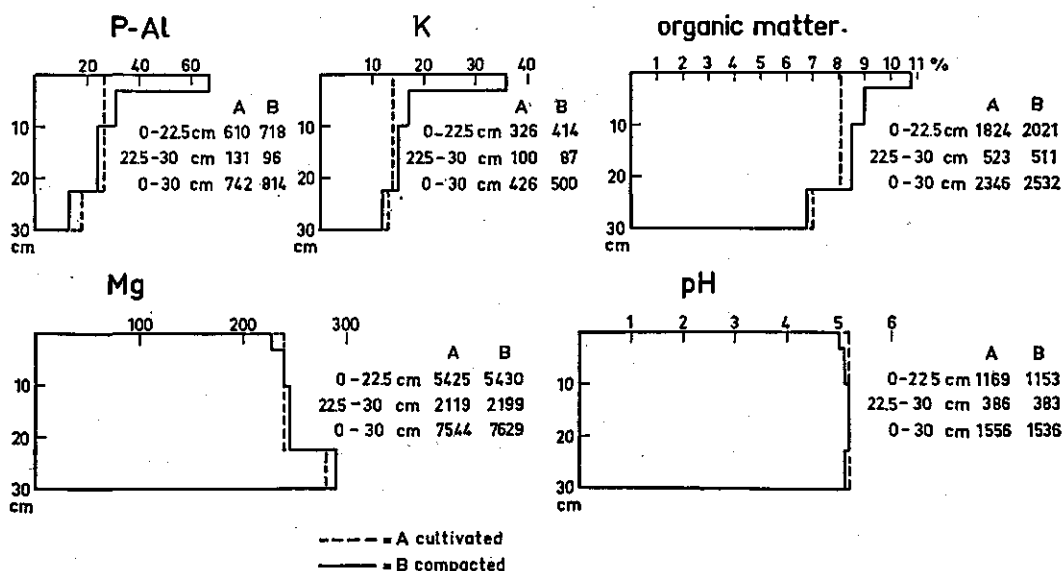 P-Al
20 40 60
10
20
30
cm
A B
0-22.5 cm 610 718
22.5-30 cm 131 96
0-30 cm 742 814
K
10 20 30 40
10
20
30
cm
A B
0-22.5 cm 326 414
22.5-30 cm 100 87
0-30 cm 426 500
organic matter.
1 2 3 4 5 6 7 8 9 10 11 %
10
20
30
cm
A B
0-22.5 cm 1824 2021
22.5-30 cm 523 511
0-30 cm 2346 2532
Mg
100 200 300
10
20
30
cm
A B
0-22.5 cm 5425 5430
22.5-30 cm 2119 2199
0-30 cm 7544 7629
pH
1 2 3 4 5 6
10
20
30
cm
A B
0-22.5 cm 1169 1153
22.5-30 cm 386 383
0-30 cm 1556 1536
= A cultivated
= B compacted